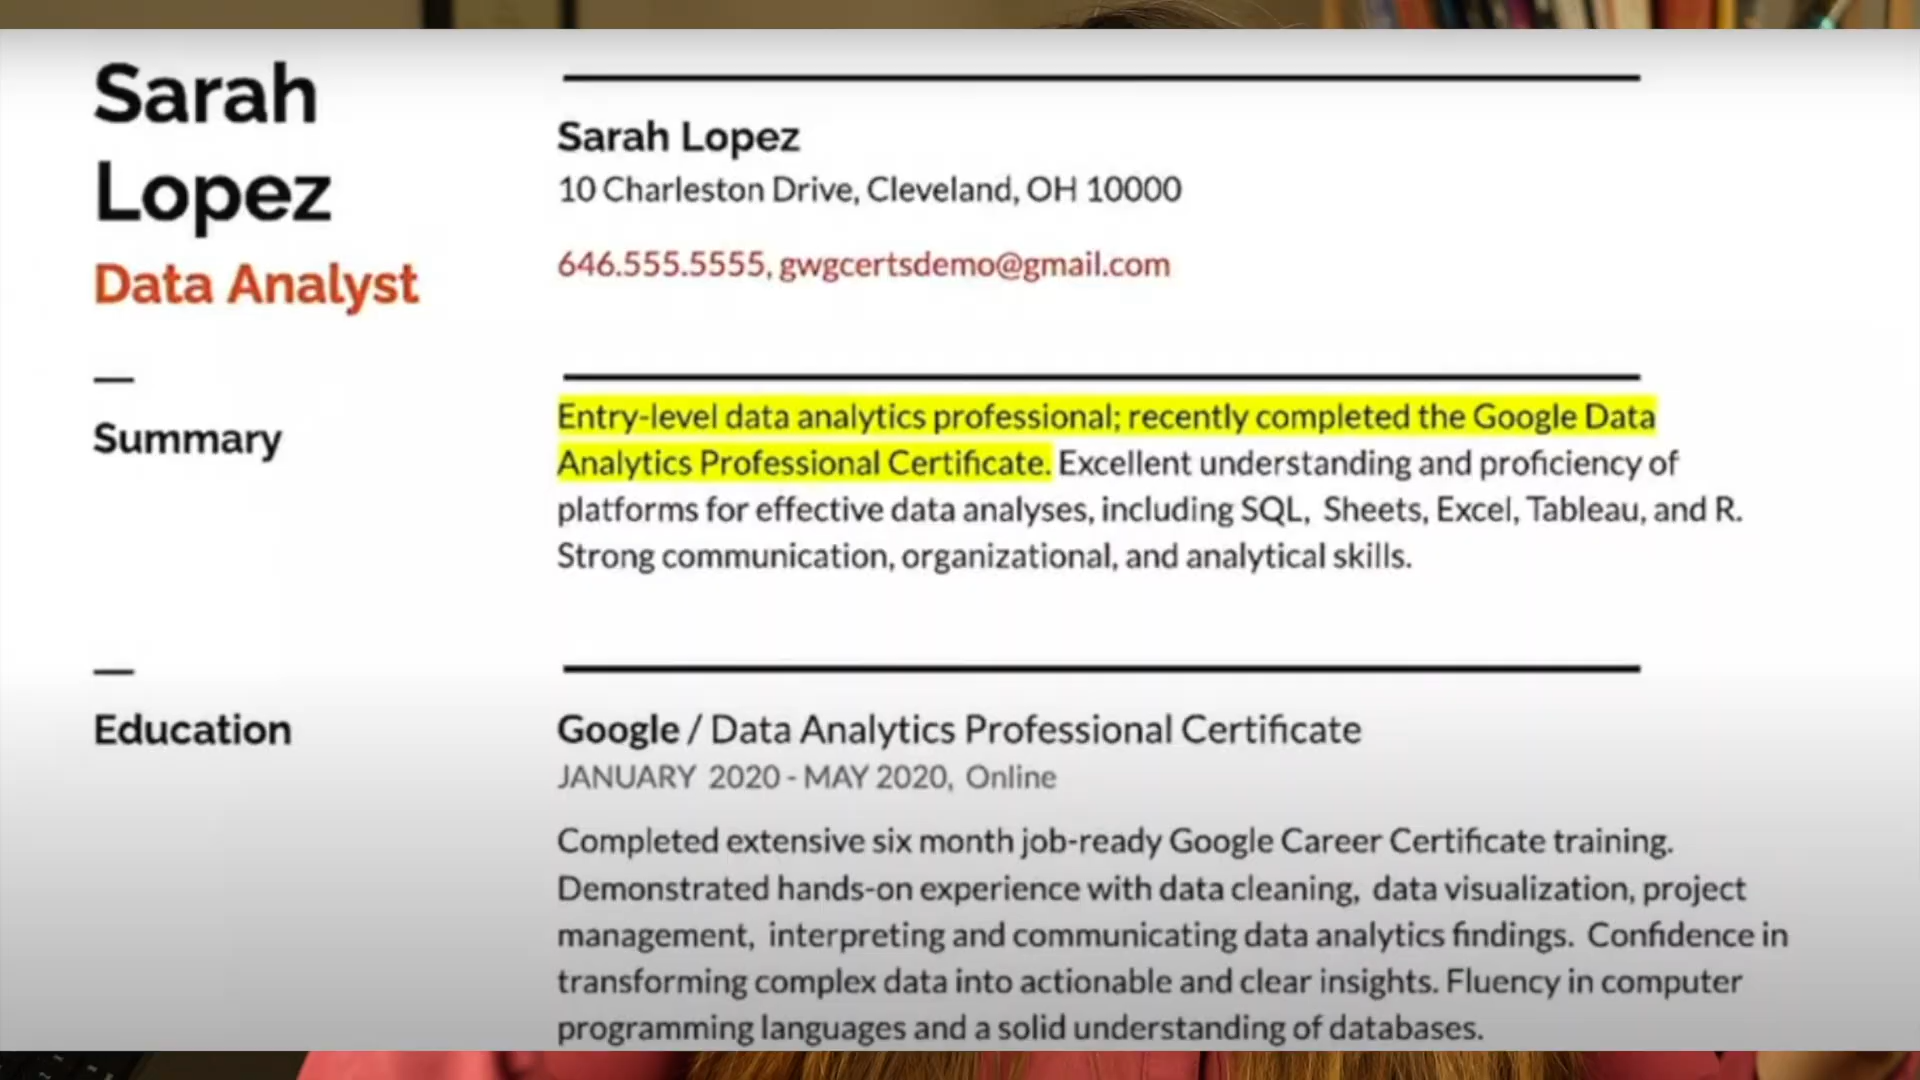 Sarah
Lopez
Data Analyst
Sarah Lopez
10 Charleston Drive, Cleveland, OH 10000
646.555.5555, gwgcertsdemo@gmail.com
Summary
Entry-level data analytics professional; recently completed the Google Data
Analytics Professional Certificate. Excellent understanding and proficiency of
platforms for effective data analyses, including SQL, Sheets, Excel, Tableau, and R.
Strong communication, organizational, and analytical skills.
Education
Google / Data Analytics Professional Certificate
JANUARY 2020 - MAY 2020, Online
Completed extensive six month job-ready Google Career Certificate training.
Demonstrated hands-on experience with data cleaning, data visualization, project
management, interpreting and communicating data analytics findings. Confidence in
transforming complex data into actionable and clear insights. Fluency in computer
programming languages and a solid understanding of databases.